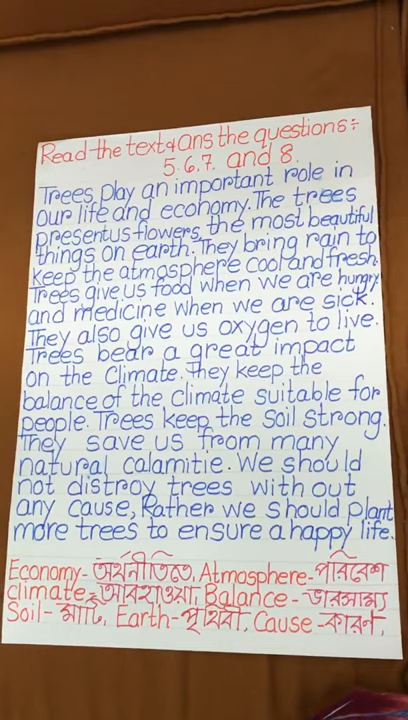 Read the text & ans the questions:-
5. 6. 7. and 8.
Trees play an important role in
our life and economy. The trees
present us flowers, the most beautiful
things on earth. They bring rain to
keep the atmosphere cool and fresh.
Trees give us food when we are hungry
and medicine when we are sick.
They also give us oxygen to live.
Trees bear a great impact
on the Climate. They keep the
balance of the Climate suitable for
people. Trees keep the Soil strong.
They save us from many
natural calamitie. We should
not distroy trees with out
any cause, Rather we should plant
more trees to ensure a happy life.
Economy- অর্থনীতিতে, Atmosphere- পরিবেশ
climate- আবহাওয়া, Balance - ভারসাম্য
Soil- মাটি, Earth- পৃথিবী, Cause - কারণ,